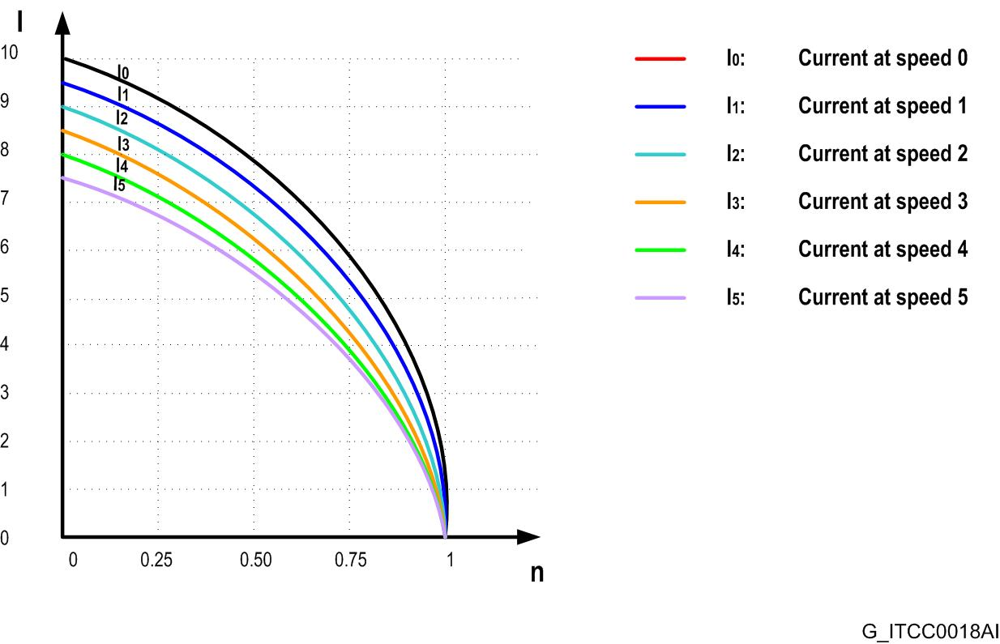 I
10
9
8
7
6
5
4
3
2
1
0
I0
I1
I2
I3
I4
I5
0 0.25 0.50 0.75 1
n
I0: Current at speed 0
I1: Current at speed 1
I2: Current at speed 2
I3: Current at speed 3
I4: Current at speed 4
I5: Current at speed 5
G_ITCC0018AI